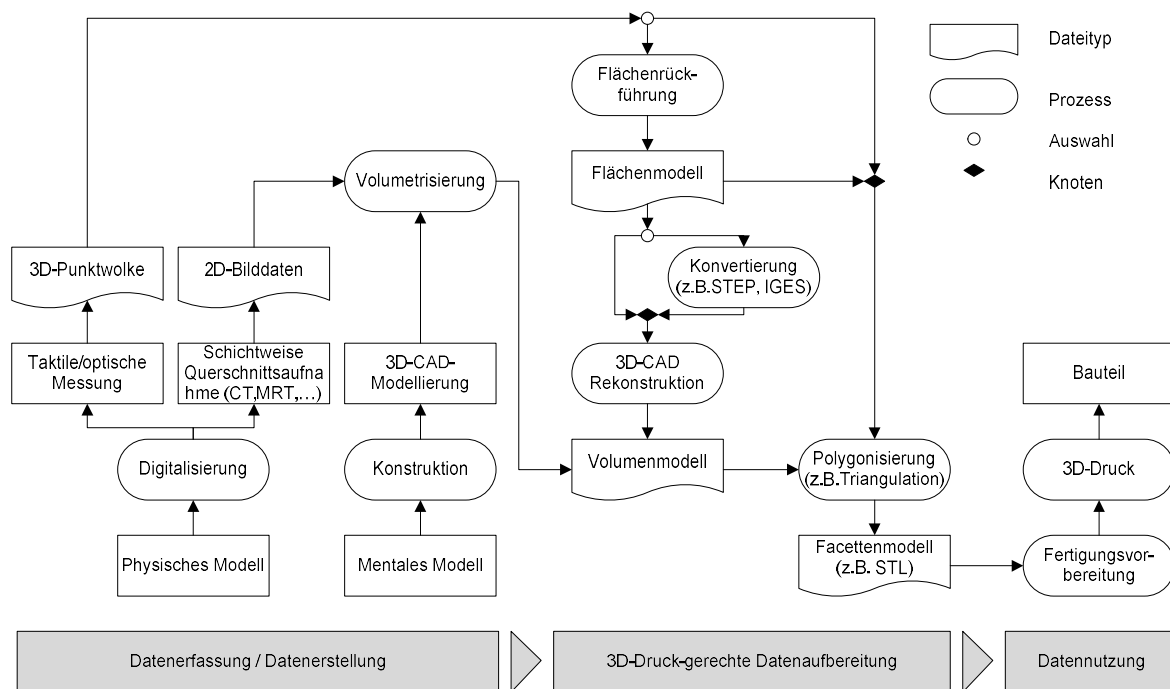 Dateityp
Prozess
Auswahl
Knoten
Flächenrück-
führung
Flächenmodell
Volumetrisierung
3D-Punktwolke
2D-Bilddaten
Konvertierung
(z.B.STEP, IGES)
Taktile/optische
Messung
Schichtweise
Querschnittsaufna
hme (CT,MRT,...)
3D-CAD-
Modellierung
3D-CAD
Rekonstruktion
Bauteil
Digitalisierung
Konstruktion
Volumenmodell
Polygonisierung
(z.B.Triangulation)
3D-Druck
Physisches Modell
Mentales Modell
Facettenmodell
(z.B. STL)
Fertigungsvor-
bereitung
Datenerfassung / Datenerstellung
3D-Druck-gerechte Datenaufbereitung
Datennutzung